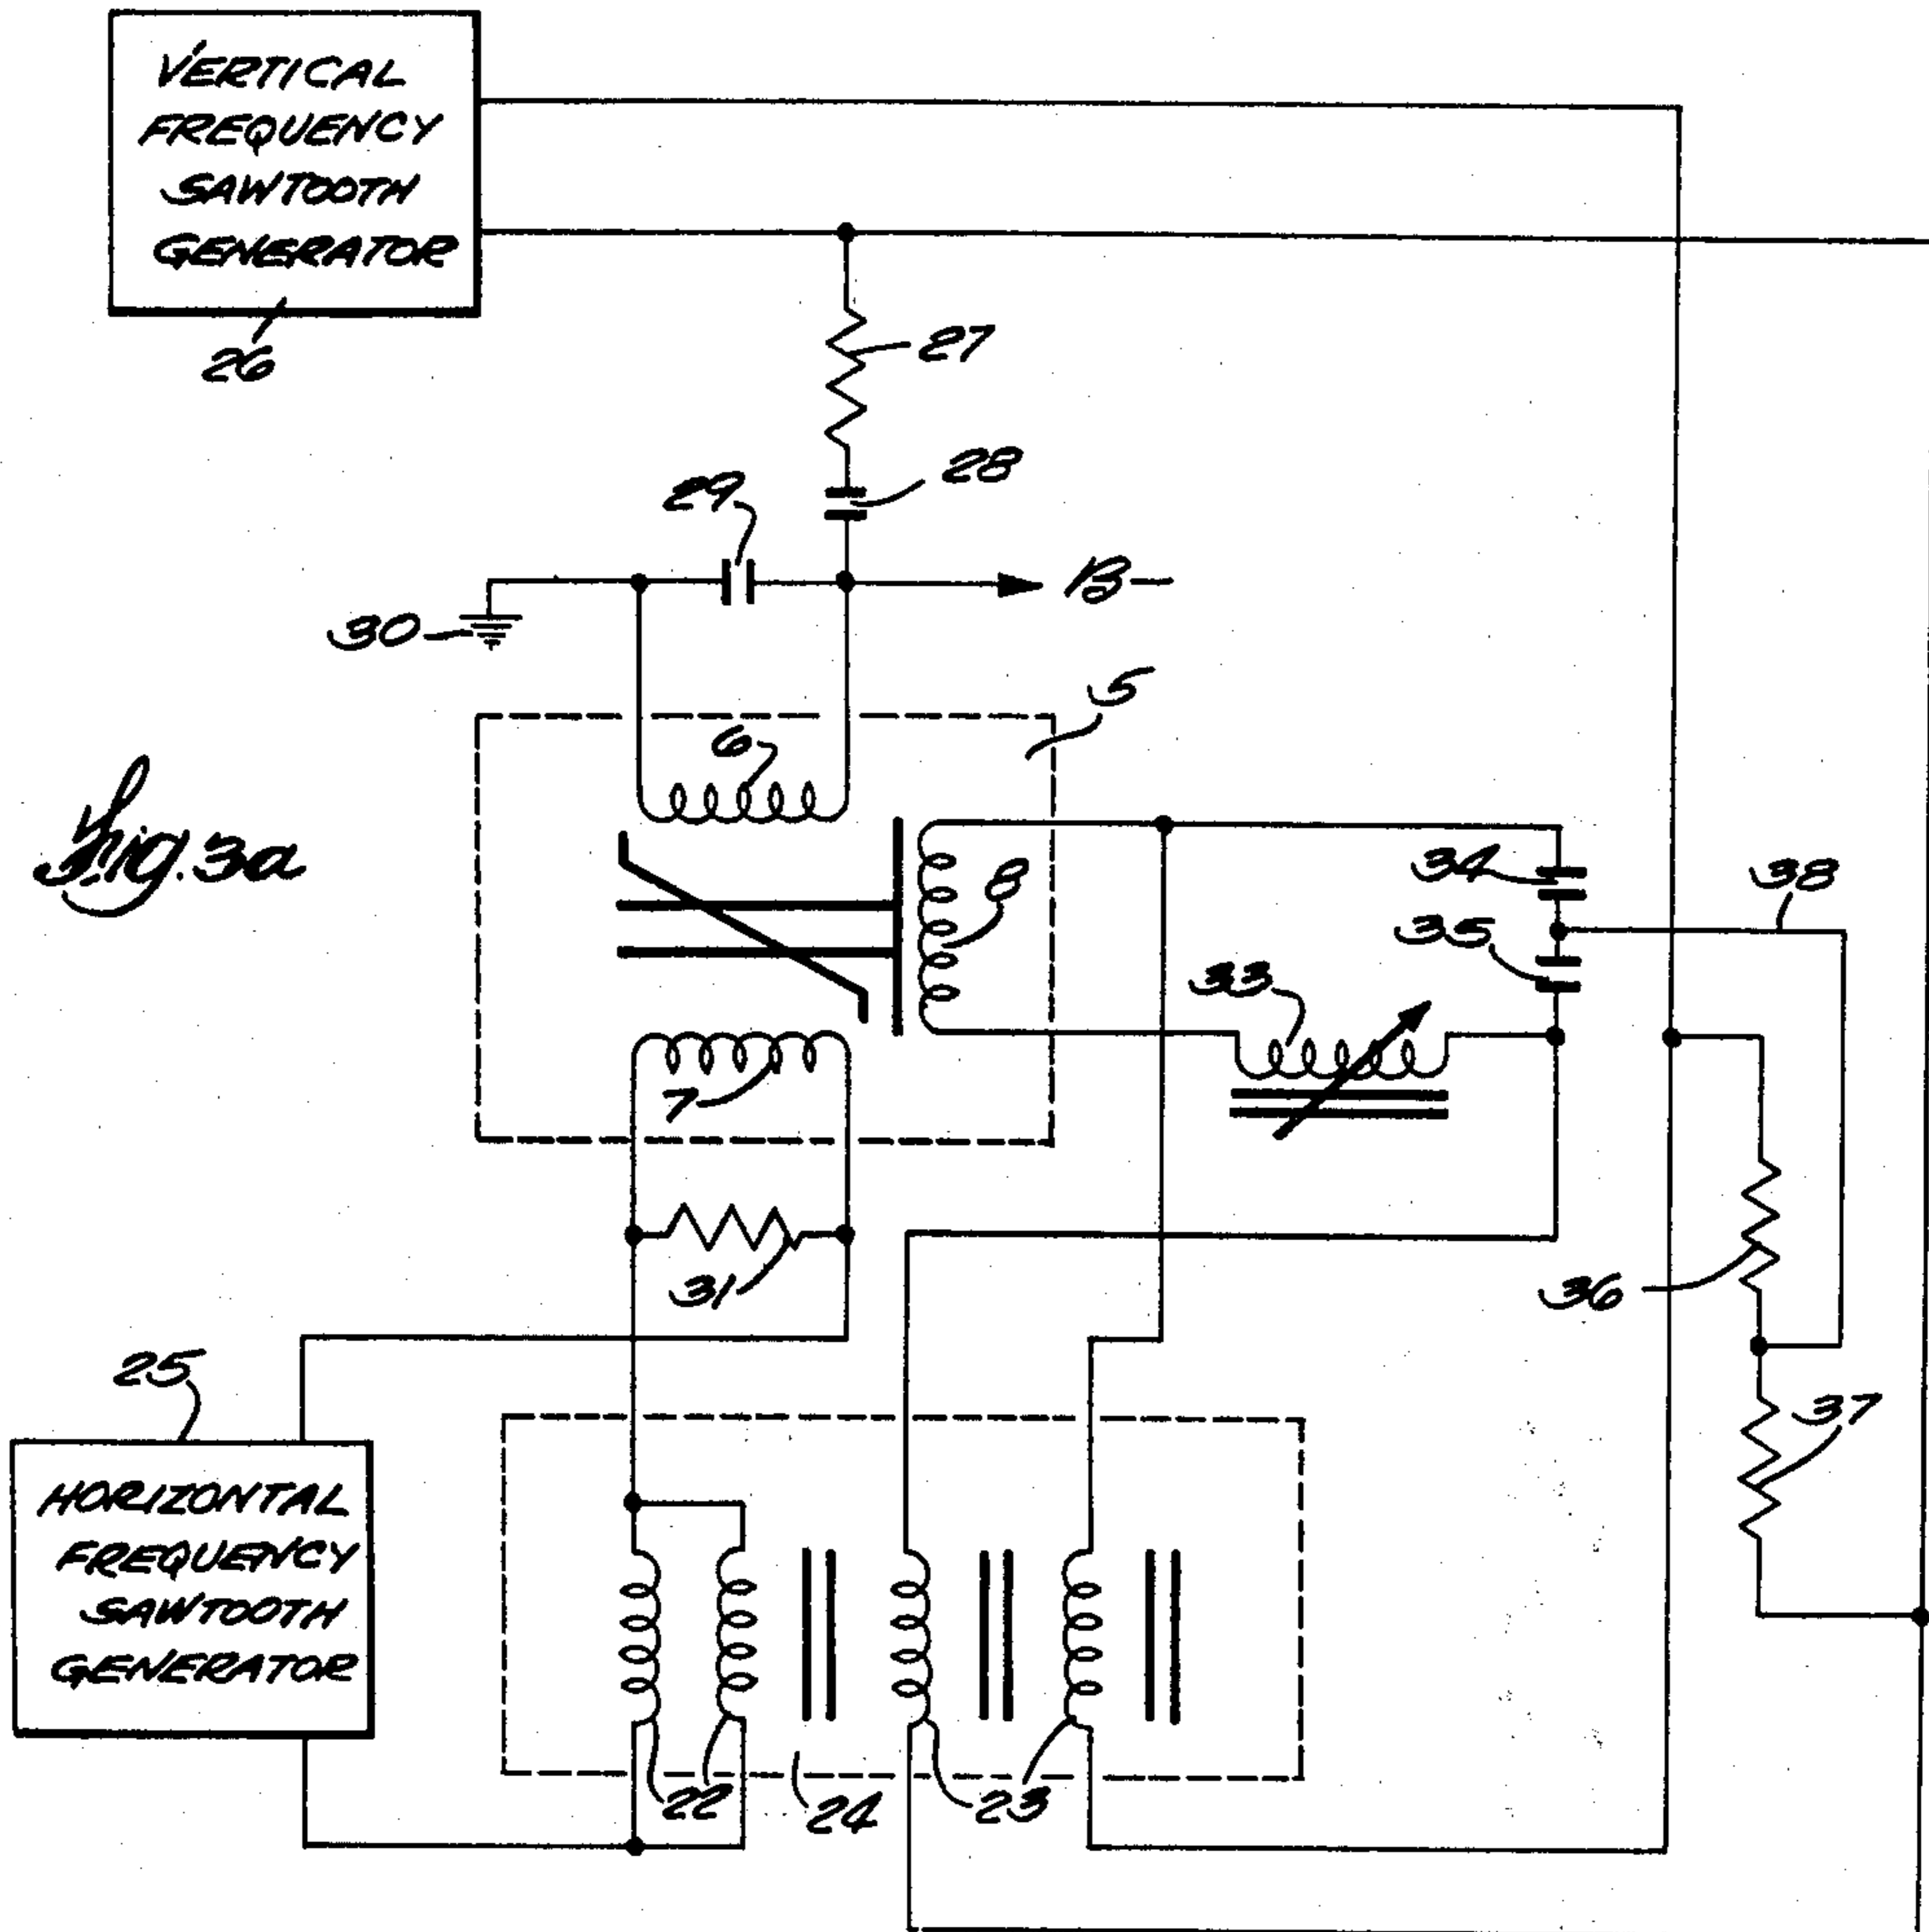 VERTICAL
FREQUENCY
SAWTOOTH
GENERATOR
26
27
28
29
B-
30
5
6
Fig. 3a
8
34
38
35
33
7
31
36
25
37
HORIZONTAL
FREQUENCY
SAWTOOTH
GENERATOR
22
24
23